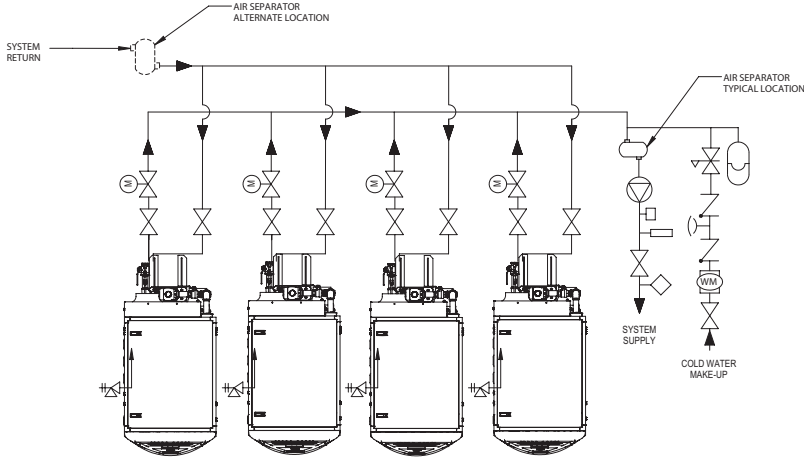 AIR SEPARATOR
ALTERNATE LOCATION
SYSTEM
RETURN
AIR SEPARATOR
TYPICAL LOCATION
M
M
M
M
WM
SYSTEM
SUPPLY
COLD WATER
MAKE-UP